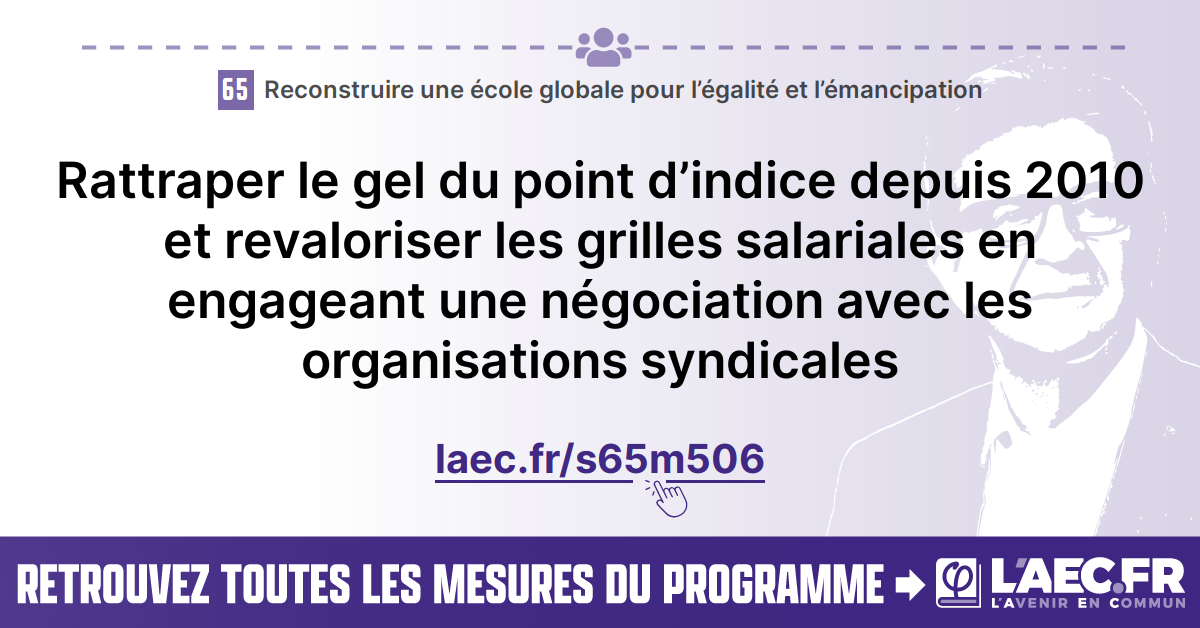 65 Reconstruire une école globale pour l’égalité et l’émancipation
Rattraper le gel du point d’indice depuis 2010
et revaloriser les grilles salariales en
engageant une négociation avec les
organisations syndicales
laec.fr/s65m506
RETROUVEZ TOUTES LES MESURES DU PROGRAMME
L'AEC.FR
L'AVENIR EN COMMUN